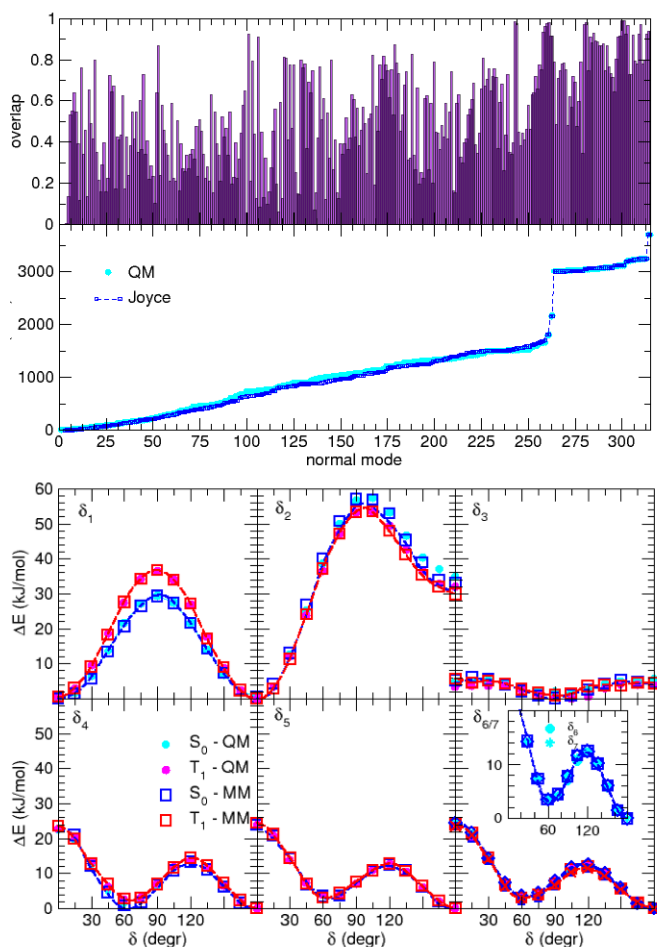 1
0.8
0.6
0.4
0.2
0
overlap
3000
2000
1000
0
QM
Joyce
1 25 50 75 100 125 150 175 200 225 250 275 300
normal mode
60
50
40
30
20
10
0
ΔE (kJ/mol)
δ1
δ2
δ3
50
40
30
20
10
0
ΔE (kJ/mol)
δ4
δ5
δ6/7
S0 - QM
T1 - QM
S0 - MM
T1 - MM
δ6
δ7
10
0
60 120
30 60 90 120
30 60 90 120
30 60 90 120
δ (degr) δ (degr) δ (degr)